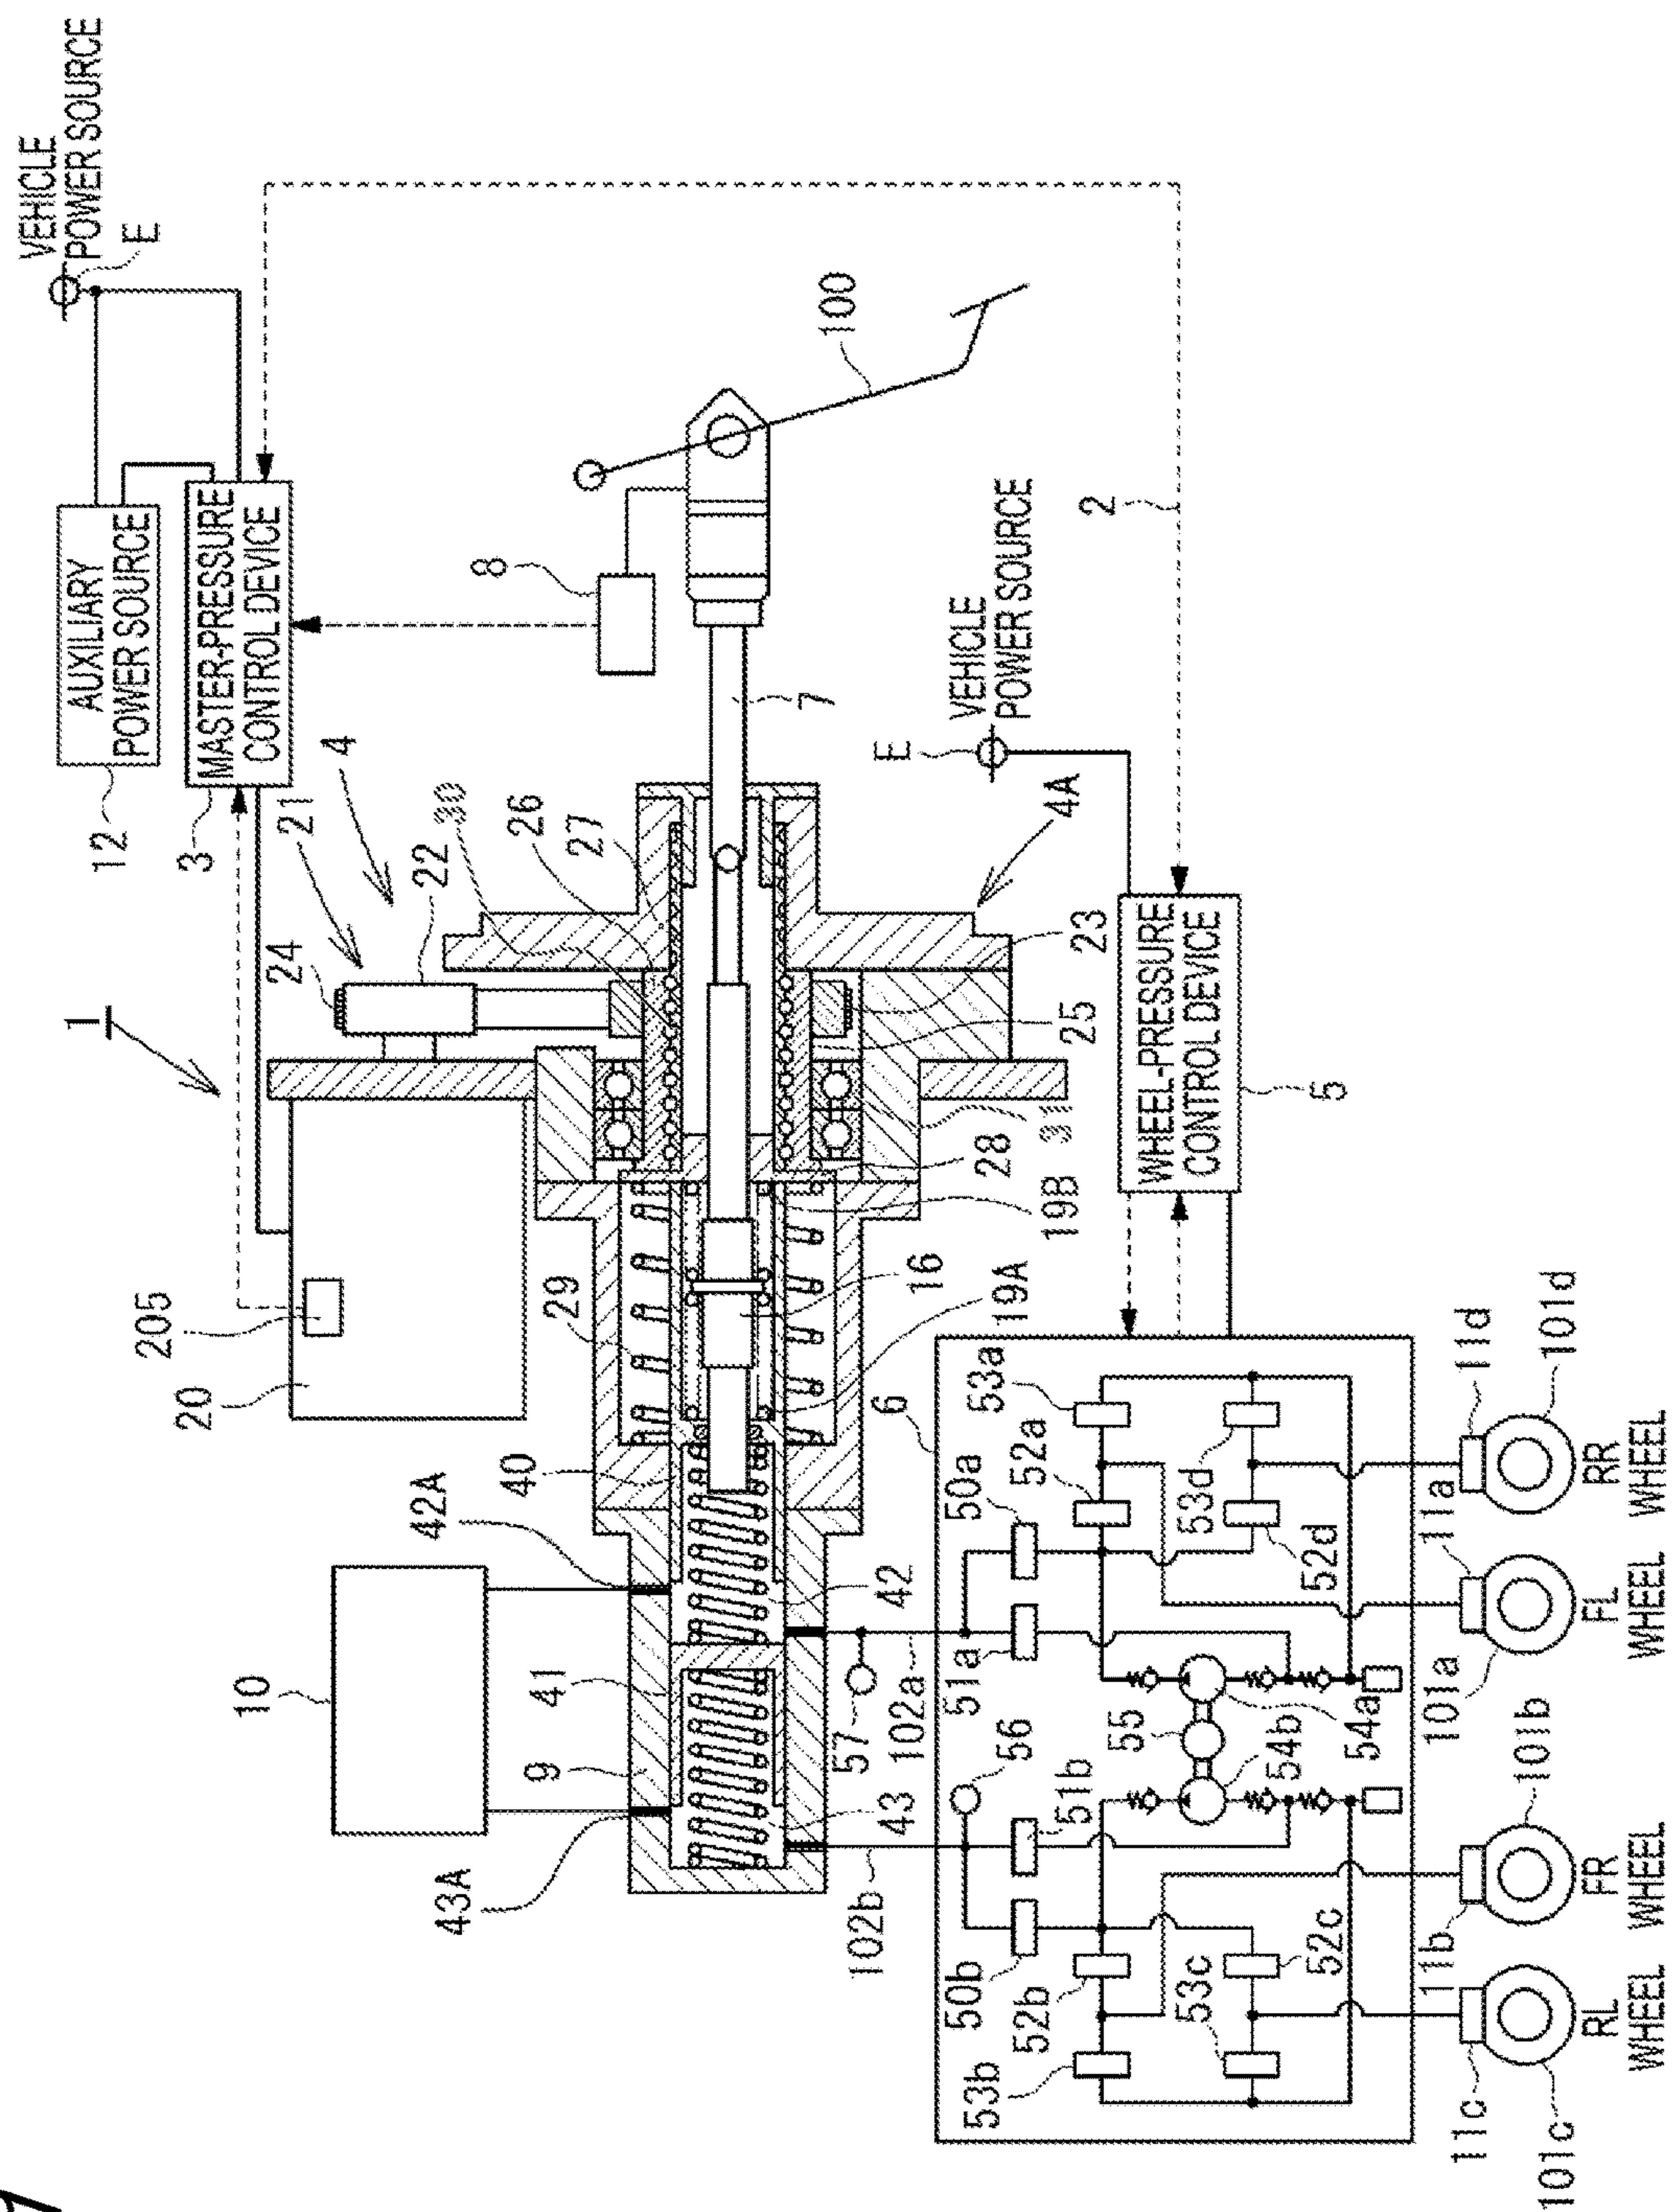 VEHICLE
POWER SOURCE
E
AUXILIARY
POWER SOURCE
12
MASTER-PRESSURE
CONTROL DEVICE
3
8
100
2
7
VEHICLE
POWER SOURCE
E
4
21
24
22
30
26
27
4A
23
25
31
28
19B
1
205
20
29
16
19A
WHEEL-PRESSURE
CONTROL DEVICE
5
40
42A
42
10
41
9
43
43A
57
102a
102b
6
53a
52a
50a
53d
52d
51a
56
55
54a
54b
51b
50b
52b
53b
53c
52c
11d
101d
RR
WHEEL
11a
101a
FL
WHEEL
11b
101b
FR
WHEEL
11c
101c
RL
WHEEL